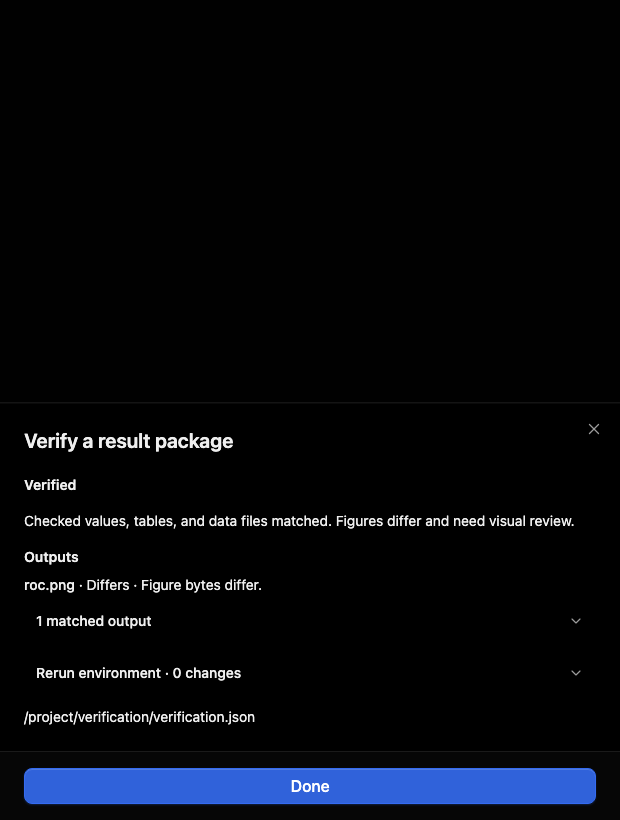 Verify a result package
Verified
Checked values, tables, and data files matched. Figures differ and need visual review.
Outputs
roc.png · Differs · Figure bytes differ.
1 matched output
Rerun environment · 0 changes
/project/verification/verification.json
Done